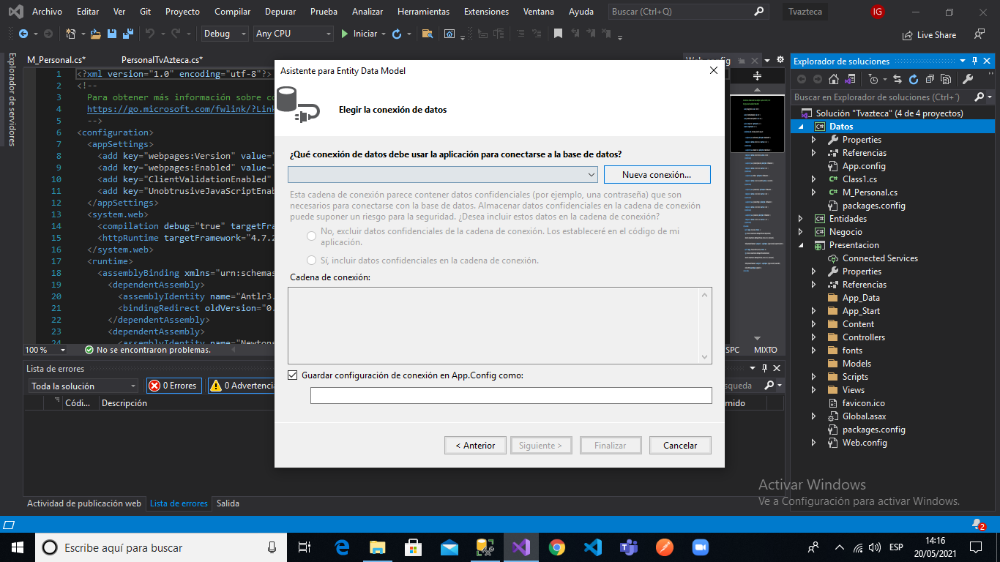 Archivo Editar Ver Git Proyecto Compilar Depurar Prueba Analizar Herramientas Extensiones Ventana Ayuda Buscar (Ctrl+Q) Tvazteca IG
Debug Any CPU Iniciar Live Share
Explorador de servidores
M_Personal.cs* PersonalTvAzteca.cs* Web.config
1 <?xml version="1.0" encoding="utf-8"?>
2 <!--
3 Para obtener más información sobre co
4 https://go.microsoft.com/fwlink/?Link
5 -->
6 <configuration>
7 <appSettings>
8 <add key="webpages:Version" value="
9 <add key="webpages:Enabled" value="
10 <add key="ClientValidationEnabled"
11 <add key="UnobtrusiveJavaScriptEnab
12 </appSettings>
13 <system.web>
14 <compilation debug="true" targetFra
15 <httpRuntime targetFramework="4.7.2
16 </system.web>
17 <runtime>
18 <assemblyBinding xmlns="urn:schemas
19 <dependentAssembly>
20 <assemblyIdentity name="Antlr3.
21 <bindingRedirect oldVersion="0.
22 </dependentAssembly>
23 <dependentAssembly>
24 <assemblyIdentity name="Newtons
100 % No se encontraron problemas. SPC MIXTO
Lista de errores
Toda la solución 0 Errores 0 Advertencia squeda
Códi... Descripción mido
Actividad de publicación web Lista de errores Salida
Asistente para Entity Data Model
Elegir la conexión de datos
¿Qué conexión de datos debe usar la aplicación para conectarse a la base de datos?
Nueva conexión...
Esta cadena de conexión parece contener datos confidenciales (por ejemplo, una contraseña) que son
necesarios para conectarse con la base de datos. Almacenar datos confidenciales en la cadena de conexión
puede suponer un riesgo para la seguridad. ¿Desea incluir estos datos en la cadena de conexión?
No, excluir datos confidenciales de la cadena de conexión. Los estableceré en el código de mi
aplicación.
Sí, incluir datos confidenciales en la cadena de conexión.
Cadena de conexión:
Guardar configuración de conexión en App.Config como:
< Anterior Siguiente > Finalizar Cancelar
Explorador de soluciones
Buscar en Explorador de soluciones (Ctrl+´)
Solución "Tvazteca" (4 de 4 proyectos)
C# Datos
Properties
Referencias
App.config
C# Class1.cs
C# M_Personal.cs
packages.config
C# Entidades
C# Negocio
Presentacion
Connected Services
Properties
Referencias
App_Data
App_Start
Content
Controllers
fonts
Models
Scripts
Views
favicon.ico
Global.asax
packages.config
Web.config
Activar Windows
Ve a Configuración para activar Windows.
2
Escribe aquí para buscar ESP 14:16
20/05/2021